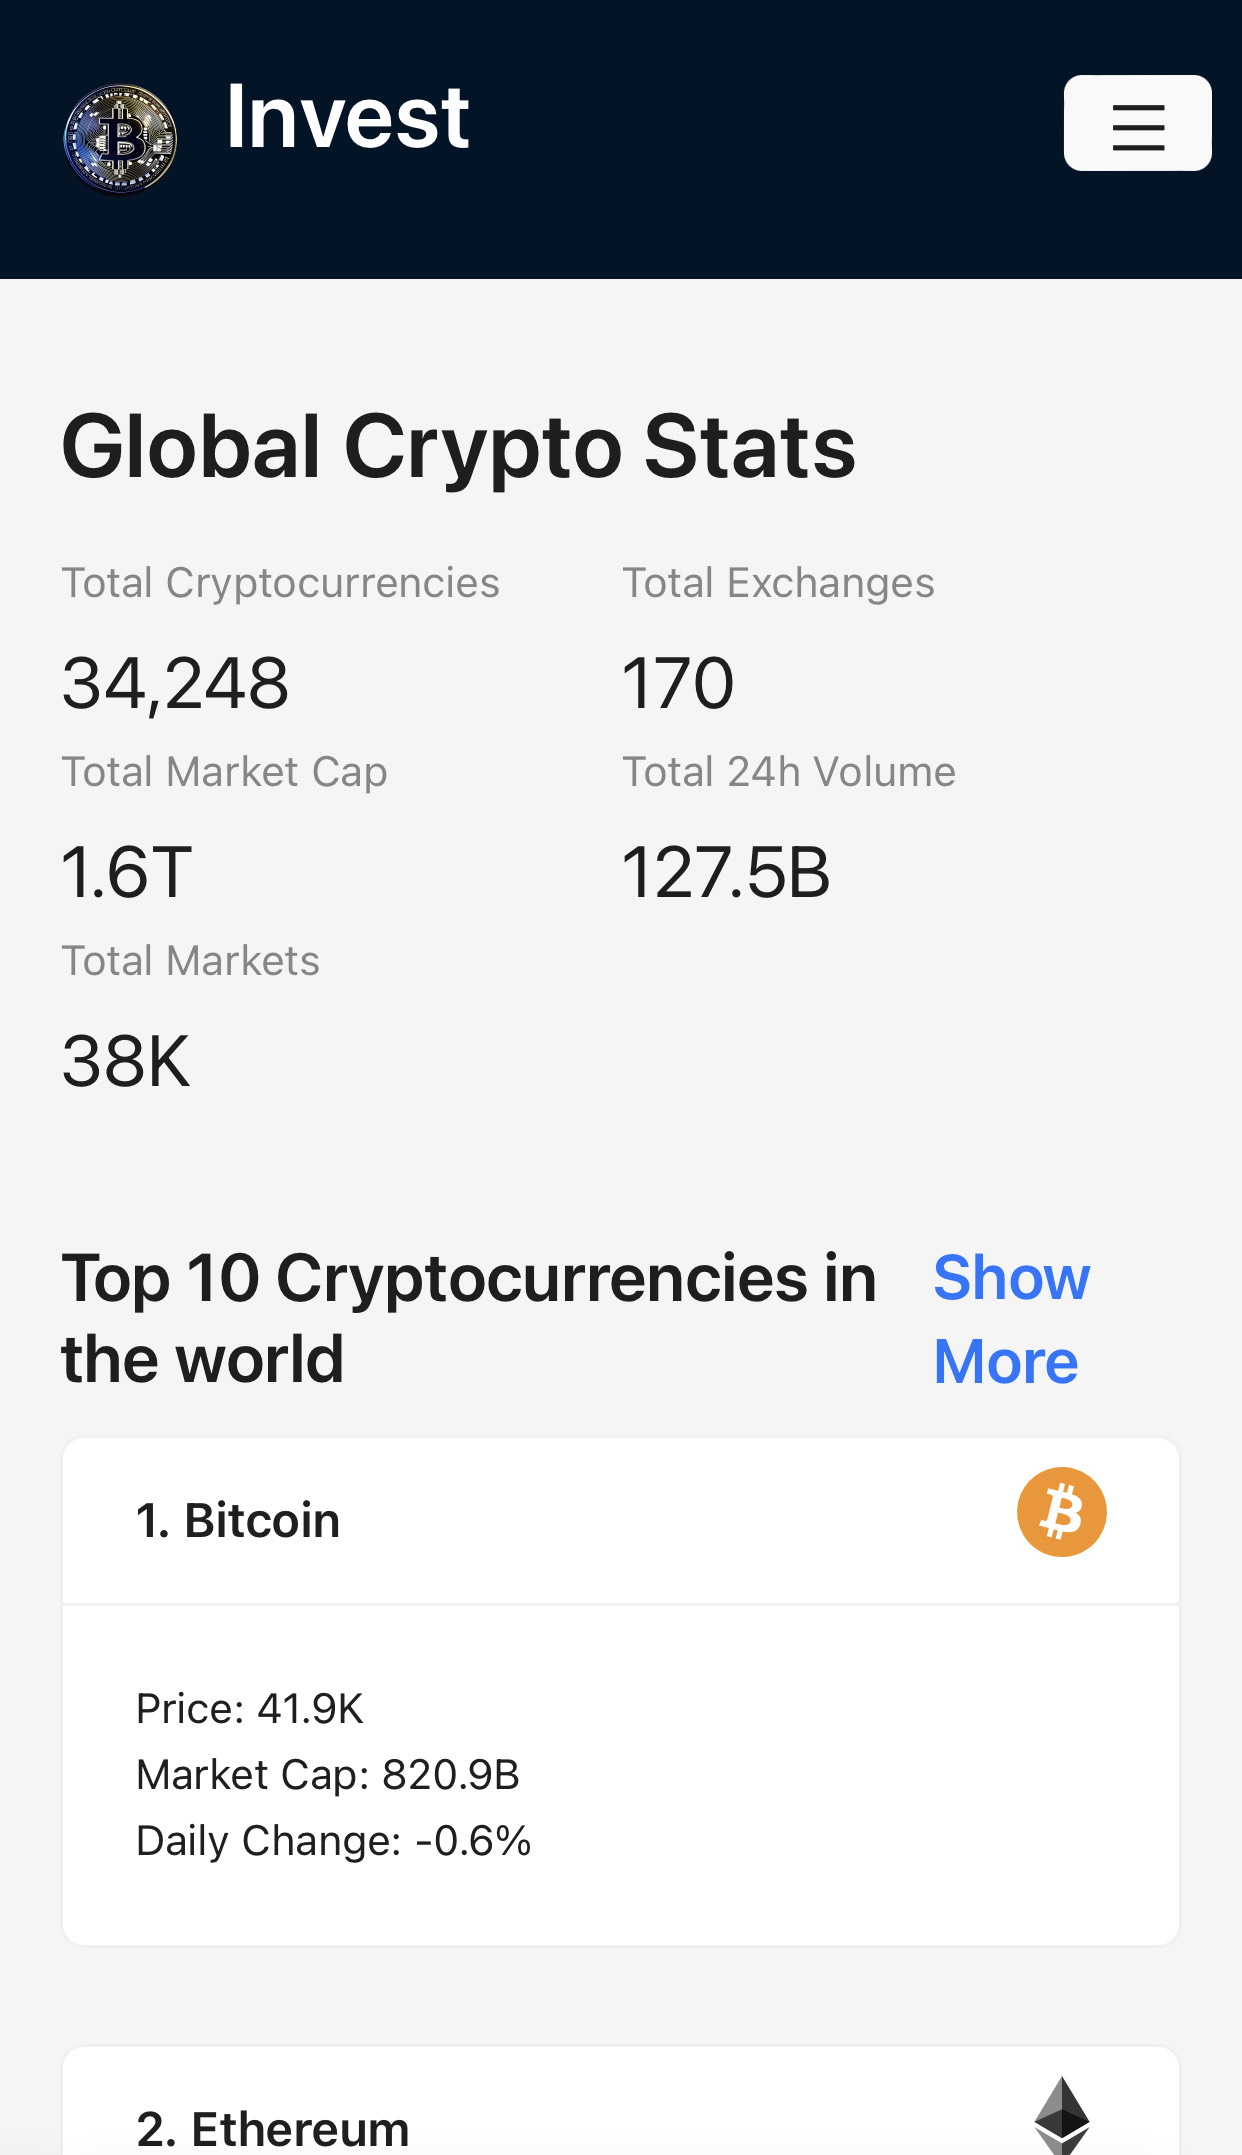 Invest
Global Crypto Stats
Total Cryptocurrencies
34,248
Total Exchanges
170
Total Market Cap
1.6T
Total 24h Volume
127.5B
Total Markets
38K
Top 10 Cryptocurrencies in
the world
Show
More
1. Bitcoin
Price: 41.9K
Market Cap: 820.9B
Daily Change: -0.6%
2. Ethereum